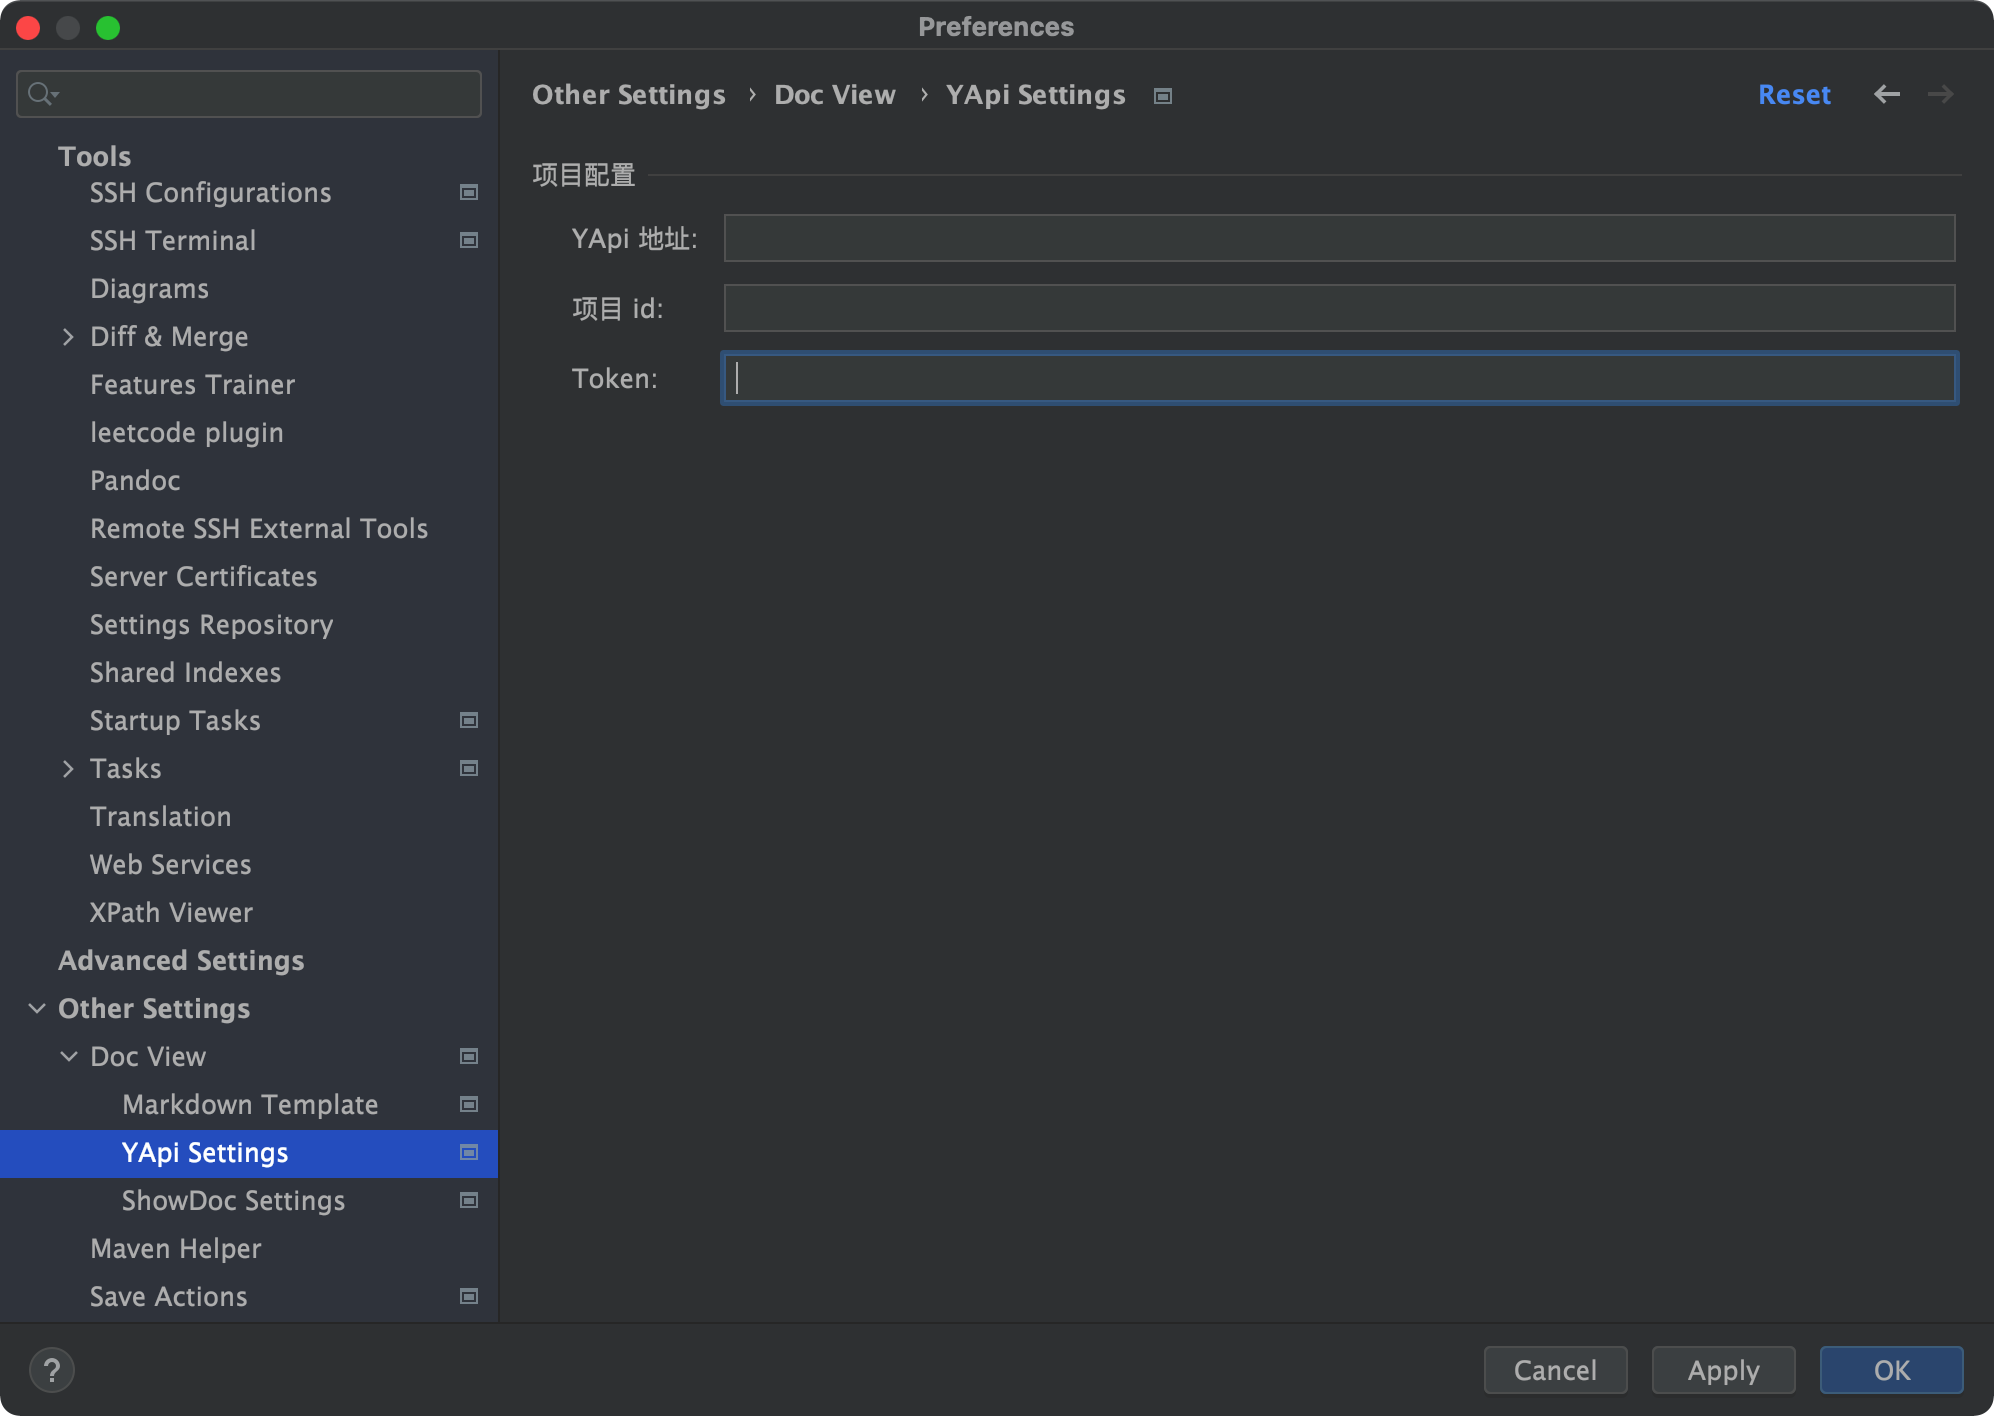 Preferences
Tools
SSH Configurations
SSH Terminal
Diagrams
Diff & Merge
Features Trainer
leetcode plugin
Pandoc
Remote SSH External Tools
Server Certificates
Settings Repository
Shared Indexes
Startup Tasks
Tasks
Translation
Web Services
XPath Viewer
Advanced Settings
Other Settings
Doc View
Markdown Template
YApi Settings
ShowDoc Settings
Maven Helper
Save Actions
Other Settings › Doc View › YApi Settings
Reset
项目配置
YApi 地址:
项目 id:
Token:
?
Cancel
Apply
OK